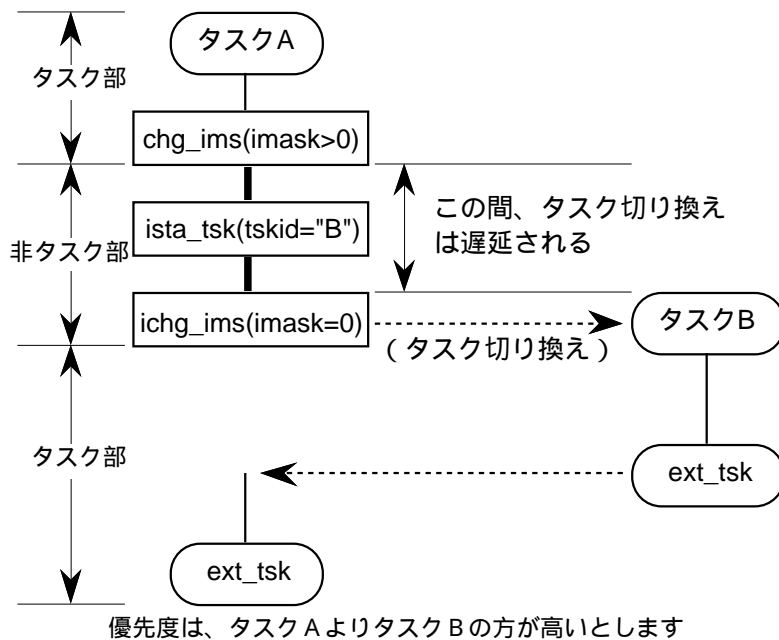 タスクA
タスク部
chg_ims(imask>0)
この間、タスク切り換え
は遅延される
ista_tsk(tskid="B")
非タスク部
ichg_ims(imask=0)
タスクB
(タスク切り換え)
タスク部
ext_tsk
ext_tsk
優先度は、タスクAよりタスクBの方が高いとします